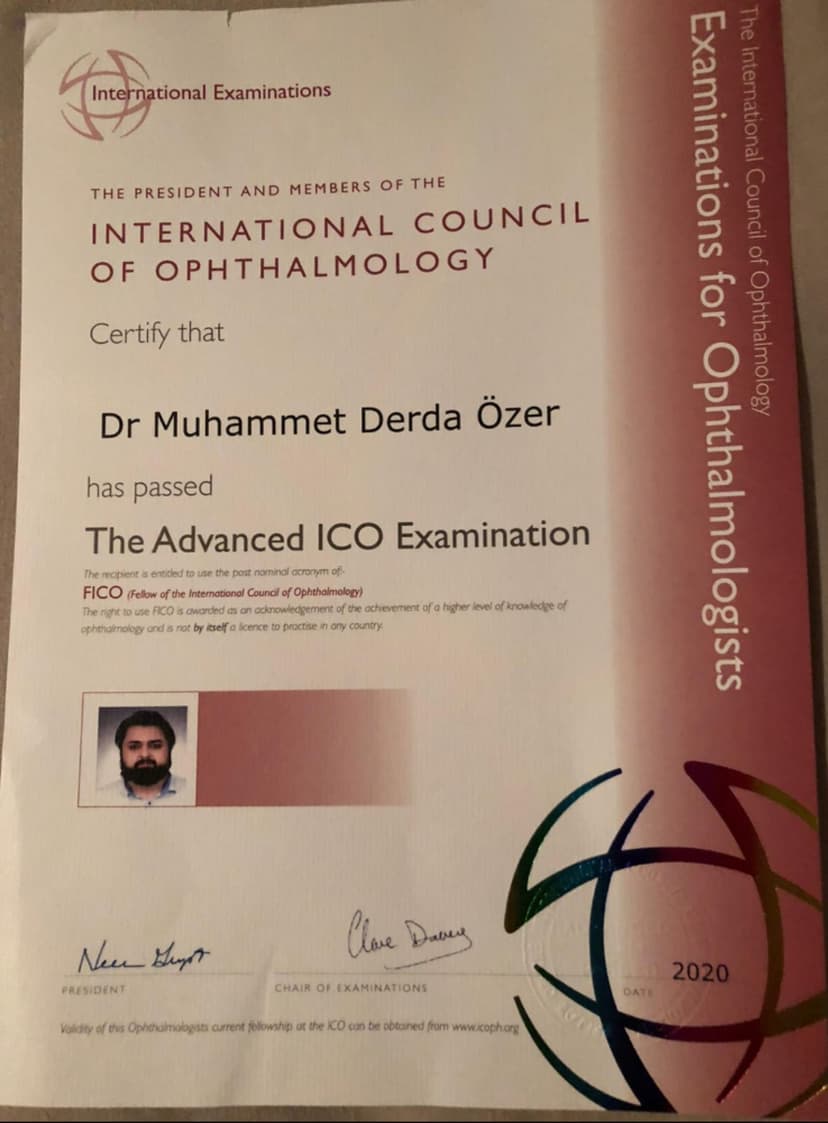 International Examinations
THE PRESIDENT AND MEMBERS OF THE
INTERNATIONAL COUNCIL
OF OPHTHALMOLOGY
Certify that
Dr Muhammet Derda Özer
has passed
The Advanced ICO Examination
The recipient is entitled to use the post nominal acronym of:-
FICO (Fellow of the International Council of Ophthalmology)
The right to use FICO is awarded as an acknowledgement of the achievement of a higher level of knowledge of
ophthalmology and is not by itself a licence to practise in any country.
Clare Davey
PRESIDENT
CHAIR OF EXAMINATIONS
DATE
2020
Validity of this Ophthalmologists current fellowship at the ICO can be obtained from www.icoph.org
The International Council of Ophthalmology
Examinations for Ophthalmologists